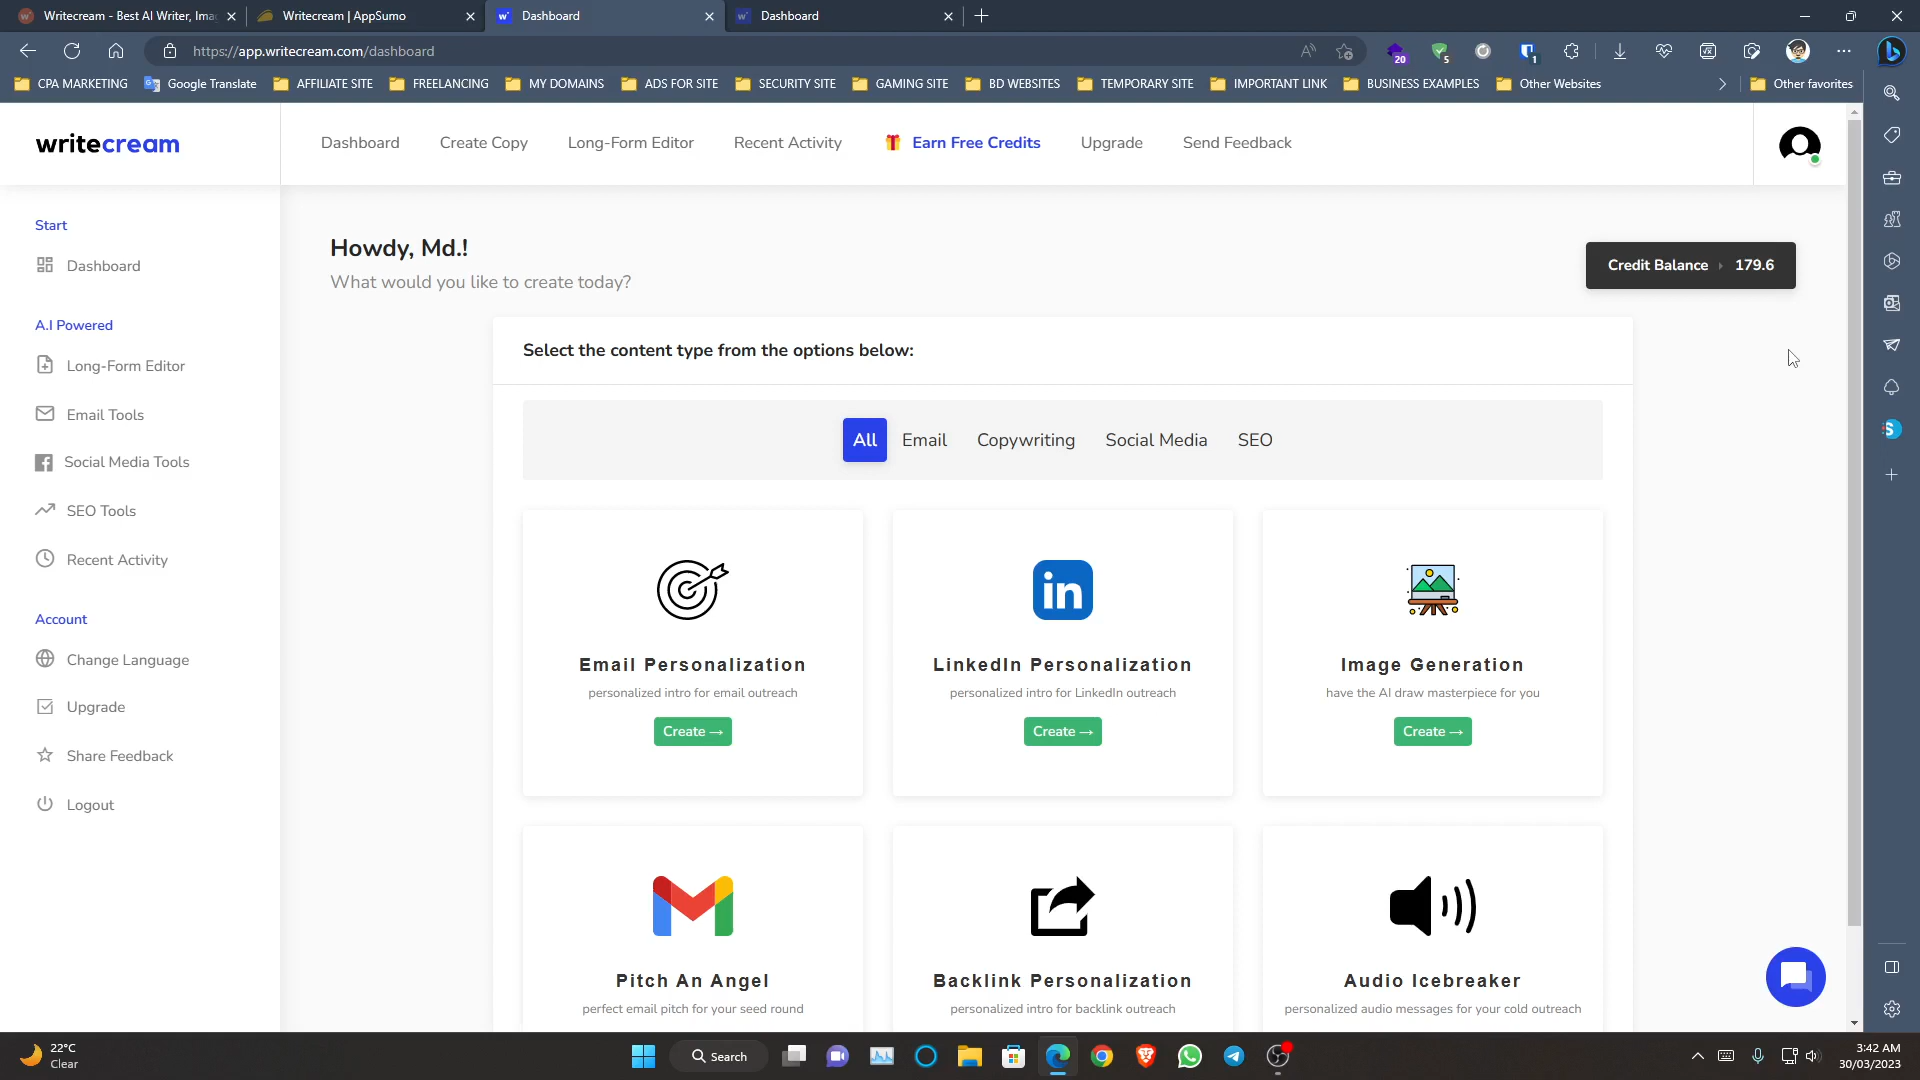 Writecream - Best AI Writer, Ima
Writecream | AppSumo
Dashboard
Dashboard
https://app.writecream.com/dashboard
20
5
1
CPA MARKETING
Google Translate
AFFILIATE SITE
FREELANCING
MY DOMAINS
ADS FOR SITE
SECURITY SITE
GAMING SITE
BD WEBSITES
TEMPORARY SITE
IMPORTANT LINK
BUSINESS EXAMPLES
Other Websites
Other favorites
writecream
Dashboard
Create Copy
Long-Form Editor
Recent Activity
Earn Free Credits
Upgrade
Send Feedback
Start
Dashboard
A.I Powered
Long-Form Editor
Email Tools
Social Media Tools
SEO Tools
Recent Activity
Account
Change Language
Upgrade
Share Feedback
Logout
Howdy, Md.!
What would you like to create today?
Credit Balance 179.6
Select the content type from the options below:
All
Email
Copywriting
Social Media
SEO
Email Personalization
personalized intro for email outreach
Create →
in
LinkedIn Personalization
personalized intro for LinkedIn outreach
Create →
Image Generation
have the AI draw masterpiece for you
Create →
Pitch An Angel
perfect email pitch for your seed round
Backlink Personalization
personalized intro for backlink outreach
Audio Icebreaker
personalized audio messages for your cold outreach
22°C
Clear
Search
3:42 AM
30/03/2023